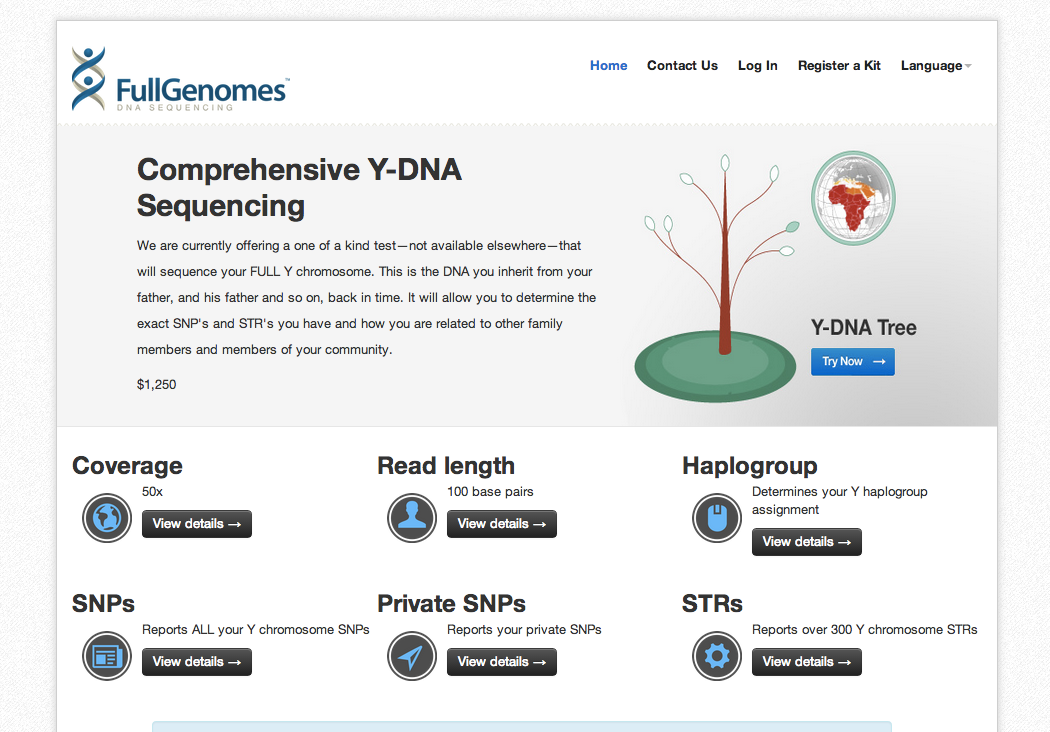 FullGenomes™
DNA SEQUENCING
Home Contact Us Log In Register a Kit Language
Comprehensive Y-DNA
Sequencing
We are currently offering a one of a kind test—not available elsewhere—that
will sequence your FULL Y chromosome. This is the DNA you inherit from your
father, and his father and so on, back in time. It will allow you to determine the
exact SNP's and STR's you have and how you are related to other family
members and members of your community.
$1,250
Y-DNA Tree
Try Now →
Coverage
50x
View details →
Read length
100 base pairs
View details →
Haplogroup
Determines your Y haplogroup
assignment
View details →
SNPs
Reports ALL your Y chromosome SNPs
View details →
Private SNPs
Reports your private SNPs
View details →
STRs
Reports over 300 Y chromosome STRs
View details →